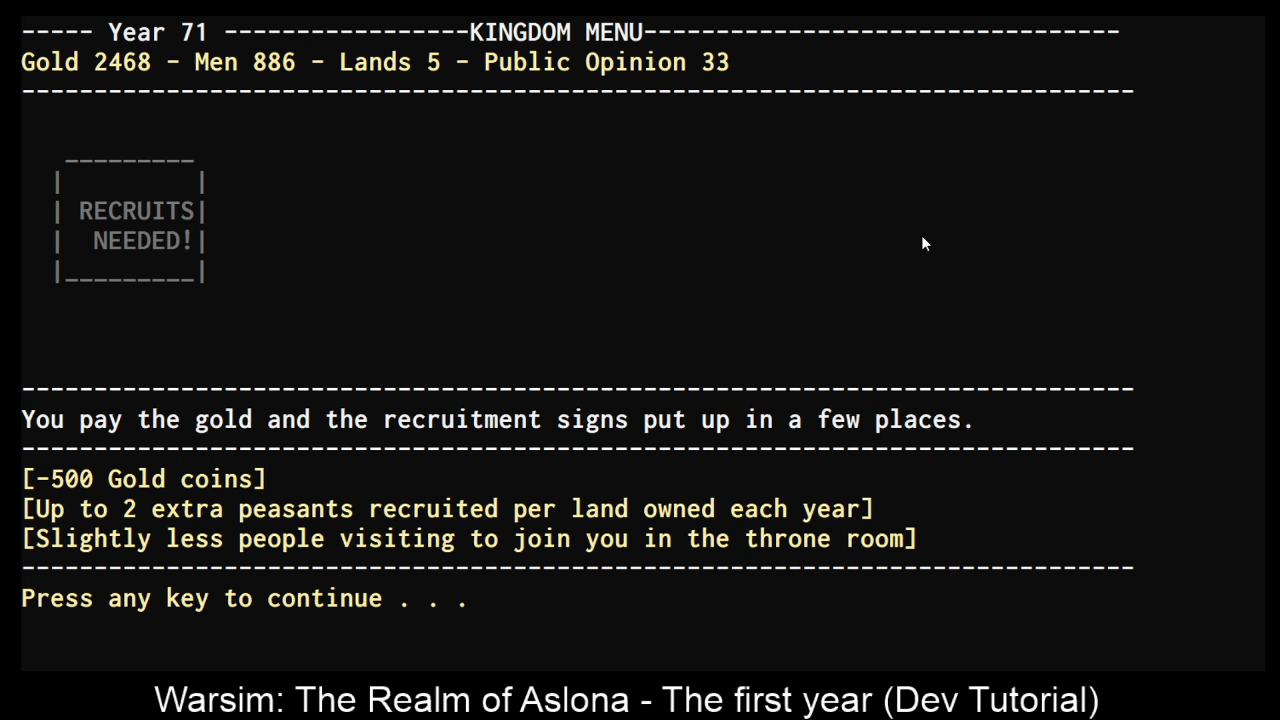 ----- Year 71 -----------------KINGDOM MENU---------------------------------
Gold 2468 - Men 886 - Lands 5 - Public Opinion 33
RECRUITS
NEEDED!
You pay the gold and the recruitment signs put up in a few places.
[-500 Gold coins]
[Up to 2 extra peasants recruited per land owned each year]
[Slightly less people visiting to join you in the throne room]
Press any key to continue . . .
Warsim: The Realm of Aslona - The first year (Dev Tutorial)